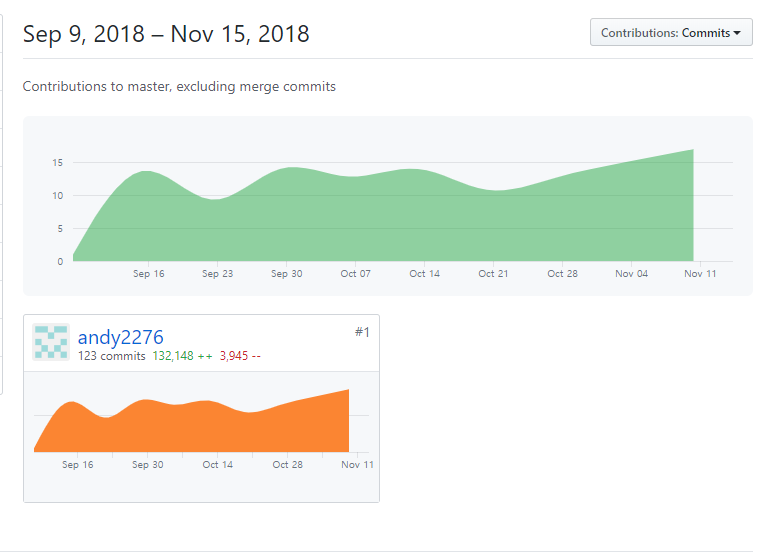 Sep 9, 2018 – Nov 15, 2018
Contributions: Commits
Contributions to master, excluding merge commits
15
10
5
0
Sep 16 Sep 23 Sep 30 Oct 07 Oct 14 Oct 21 Oct 28 Nov 04 Nov 11
andy2276 #1
123 commits 132,148 ++ 3,945 --
Sep 16 Sep 30 Oct 14 Oct 28 Nov 11